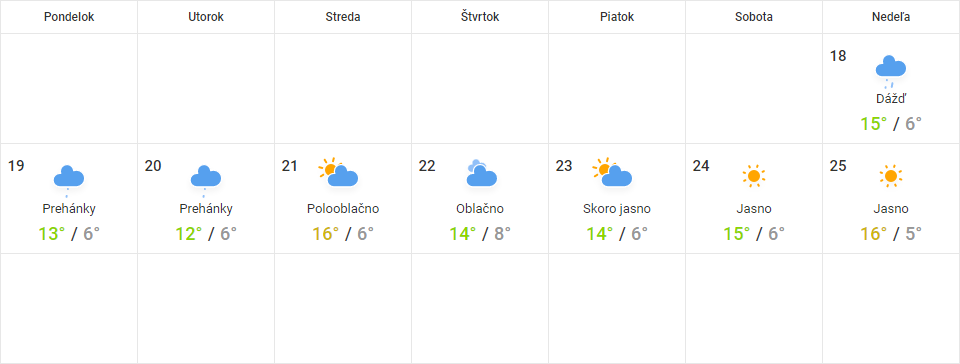 Pondelok Utorok Streda Štvrtok Piatok Sobota Nedeľa
18
Dážď
15° / 6°
19 20 21 22 23 24 25
Prehánky Prehánky Polooblačno Oblačno Skoro jasno Jasno Jasno
13° / 6° 12° / 6° 16° / 6° 14° / 8° 14° / 6° 15° / 6° 16° / 5°